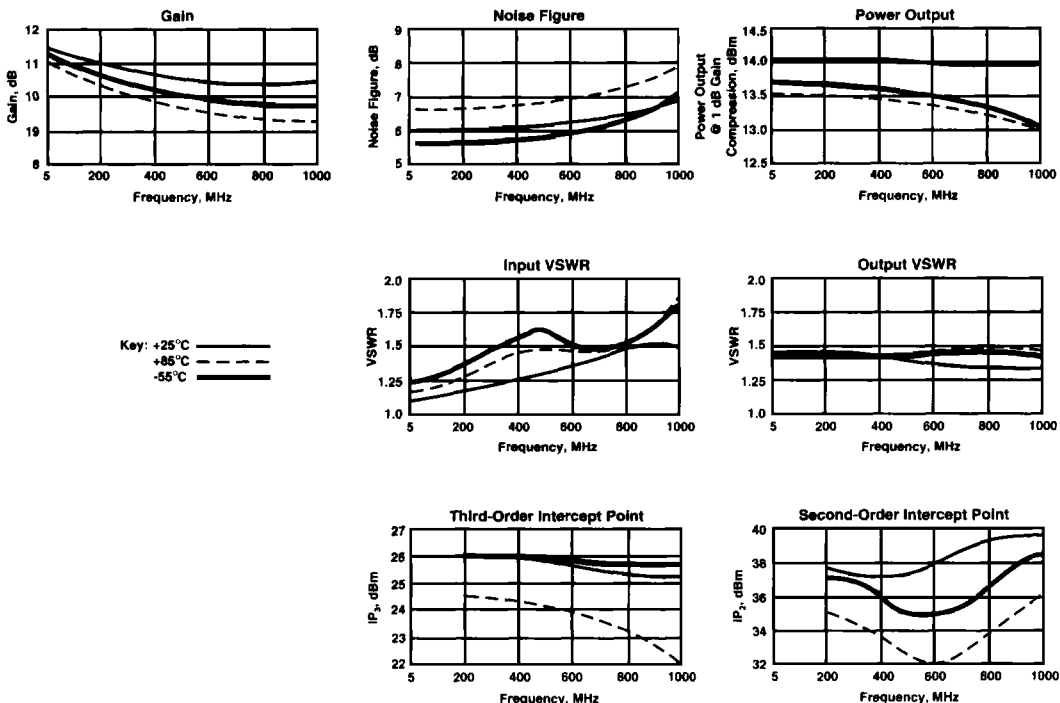 Gain
12
11
10
19
8
Gain, dB
5 200 400 600 800 1000
Frequency, MHz
Noise Figure
9
8
7
6
5
Noise Figure, dB
5 200 400 600 800 1000
Frequency, MHz
Power Output
14.5
14.0
13.5
13.0
12.5
Power Output
@ 1 dB Gain
Compression, dBm
5 200 400 600 800 1000
Frequency, MHz
Key: +25°C
+85°C
-55°C
Input VSWR
2.0
1.75
1.5
1.25
1.0
VSWR
5 200 400 600 800 1000
Frequency, MHz
Output VSWR
2.0
1.75
1.5
1.25
1.0
VSWR
5 200 400 600 800 1000
Frequency, MHz
Third-Order Intercept Point
27
26
25
24
23
22
IP3, dBm
5 200 400 600 800 1000
Frequency, MHz
Second-Order Intercept Point
40
38
36
34
32
IP2, dBm
5 200 400 600 800 1000
Frequency, MHz